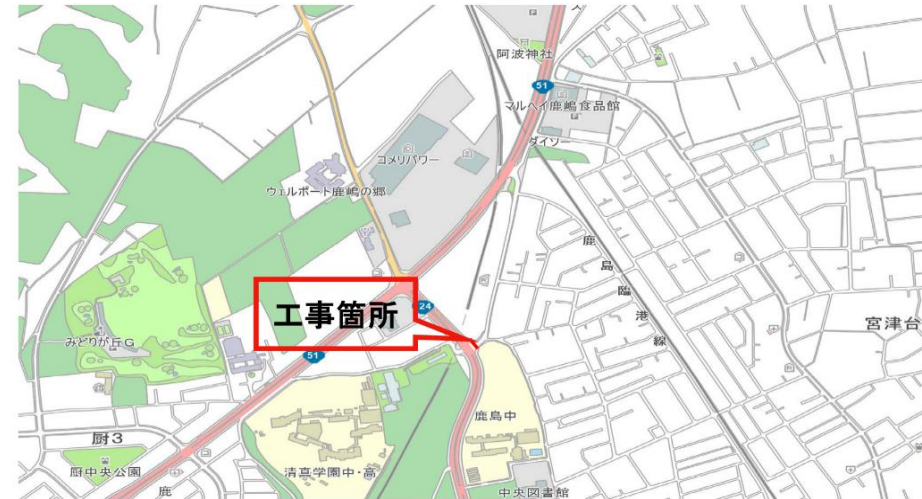 阿波神社
51
マルヘイ鹿嶋食品館
ダイソー
コメリパワー
ウェルポート鹿嶋の郷
鹿島臨港線
工事箇所
24
宮津台
みどりが丘G
51
鹿島中
厨3
厨中央公園
清真学園中・高
鹿
中央図書館